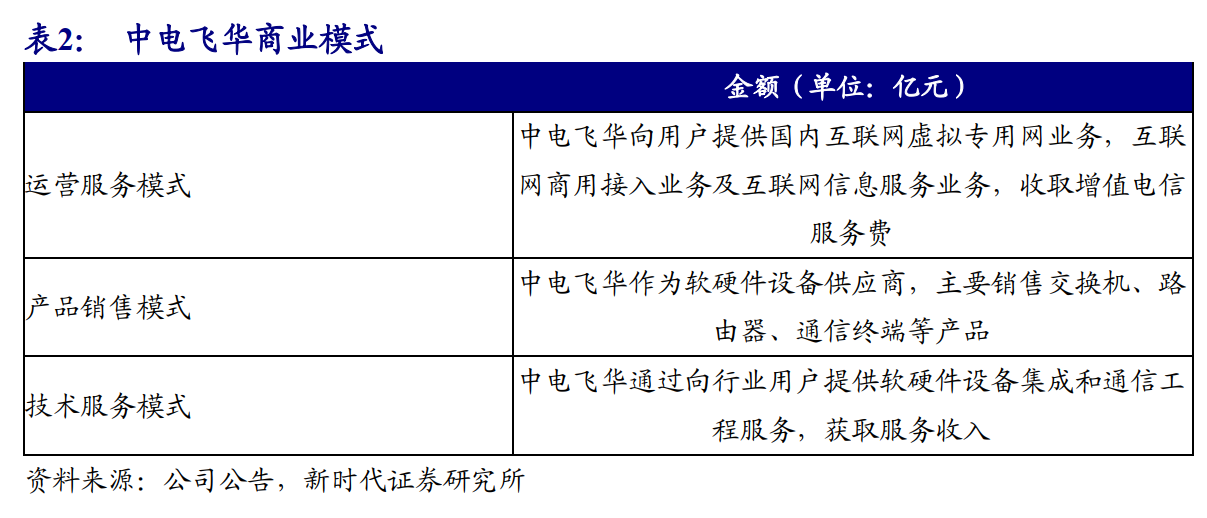 表2： 中电飞华商业模式
金额（单位：亿元）
运营服务模式
中电飞华向用户提供国内互联网虚拟专用网业务，互联
网商用接入业务及互联网信息服务业务，收取增值电信
服务费
产品销售模式
中电飞华作为软硬件设备供应商，主要销售交换机、路
由器、通信终端等产品
技术服务模式
中电飞华通过向行业用户提供软硬件设备集成和通信工
程服务，获取服务收入
资料来源：公司公告，新时代证券研究所